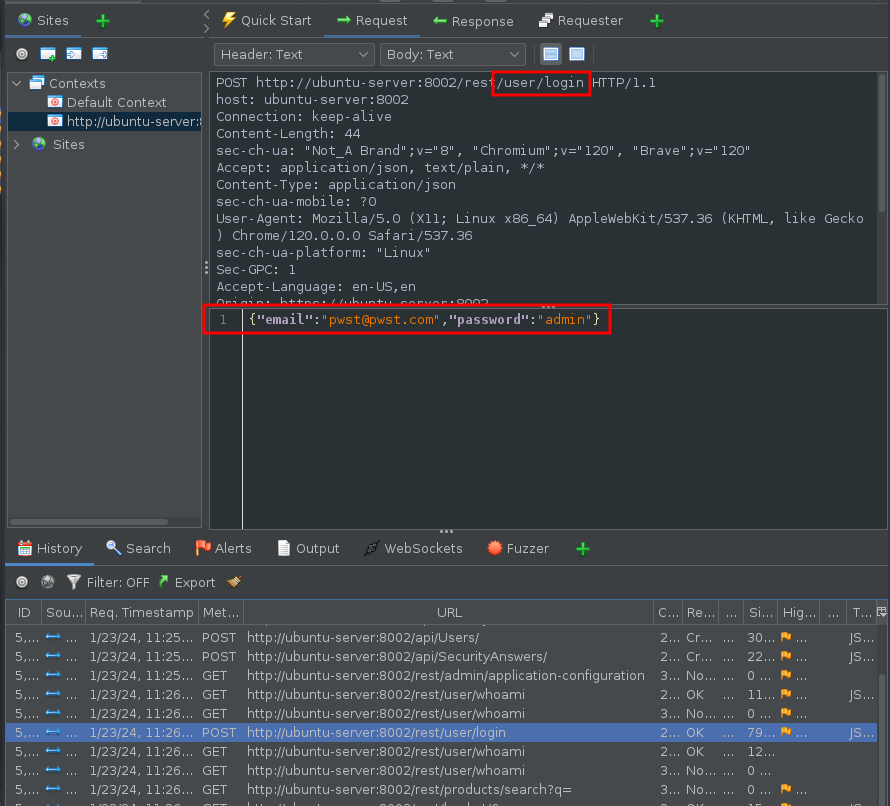 Sites
Quick Start
Request
Response
Requester
Header: Text
Body: Text
Contexts
Default Context
http://ubuntu-server:8
Sites
POST http://ubuntu-server:8002/rest/user/login HTTP/1.1
host: ubuntu-server:8002
Connection: keep-alive
Content-Length: 44
sec-ch-ua: "Not_A Brand";v="8", "Chromium";v="120", "Brave";v="120"
Accept: application/json, text/plain, */*
Content-Type: application/json
sec-ch-ua-mobile: ?0
User-Agent: Mozilla/5.0 (X11; Linux x86_64) AppleWebKit/537.36 (KHTML, like Gecko
) Chrome/120.0.0.0 Safari/537.36
sec-ch-ua-platform: "Linux"
Sec-GPC: 1
Accept-Language: en-US,en
Origin: https://ubuntu-server:8002
1 {"email":"pwst@pwst.com","password":"admin"}
History
Search
Alerts
Output
WebSockets
Fuzzer
Filter: OFF
Export
ID Sou... Req. Timestamp Met... URL C... Re... ... Si... Hig... ... T...
5,... ... 1/23/24, 11:25... POST http://ubuntu-server:8002/api/Users/ 2... Cr... ... 30... ... JS...
5,... ... 1/23/24, 11:25... POST http://ubuntu-server:8002/api/SecurityAnswers/ 2... Cr... ... 22... ... JS...
5,... ... 1/23/24, 11:25... GET http://ubuntu-server:8002/rest/admin/application-configuration 3... No... ... 0 ... ...
5,... ... 1/23/24, 11:26... GET http://ubuntu-server:8002/rest/user/whoami 2... OK ... 11... ... JS...
5,... ... 1/23/24, 11:26... GET http://ubuntu-server:8002/rest/user/whoami 3... No... ... 0 ... ...
5,... ... 1/23/24, 11:26... POST http://ubuntu-server:8002/rest/user/login 2... OK ... 79... ... JS...
5,... ... 1/23/24, 11:26... GET http://ubuntu-server:8002/rest/user/whoami 2... OK ... 12...
5,... ... 1/23/24, 11:26... GET http://ubuntu-server:8002/rest/user/whoami 3... No... ... 0 ...
5,... ... 1/23/24, 11:26... GET http://ubuntu-server:8002/rest/products/search?q= 3... No... ... 0 ... ...